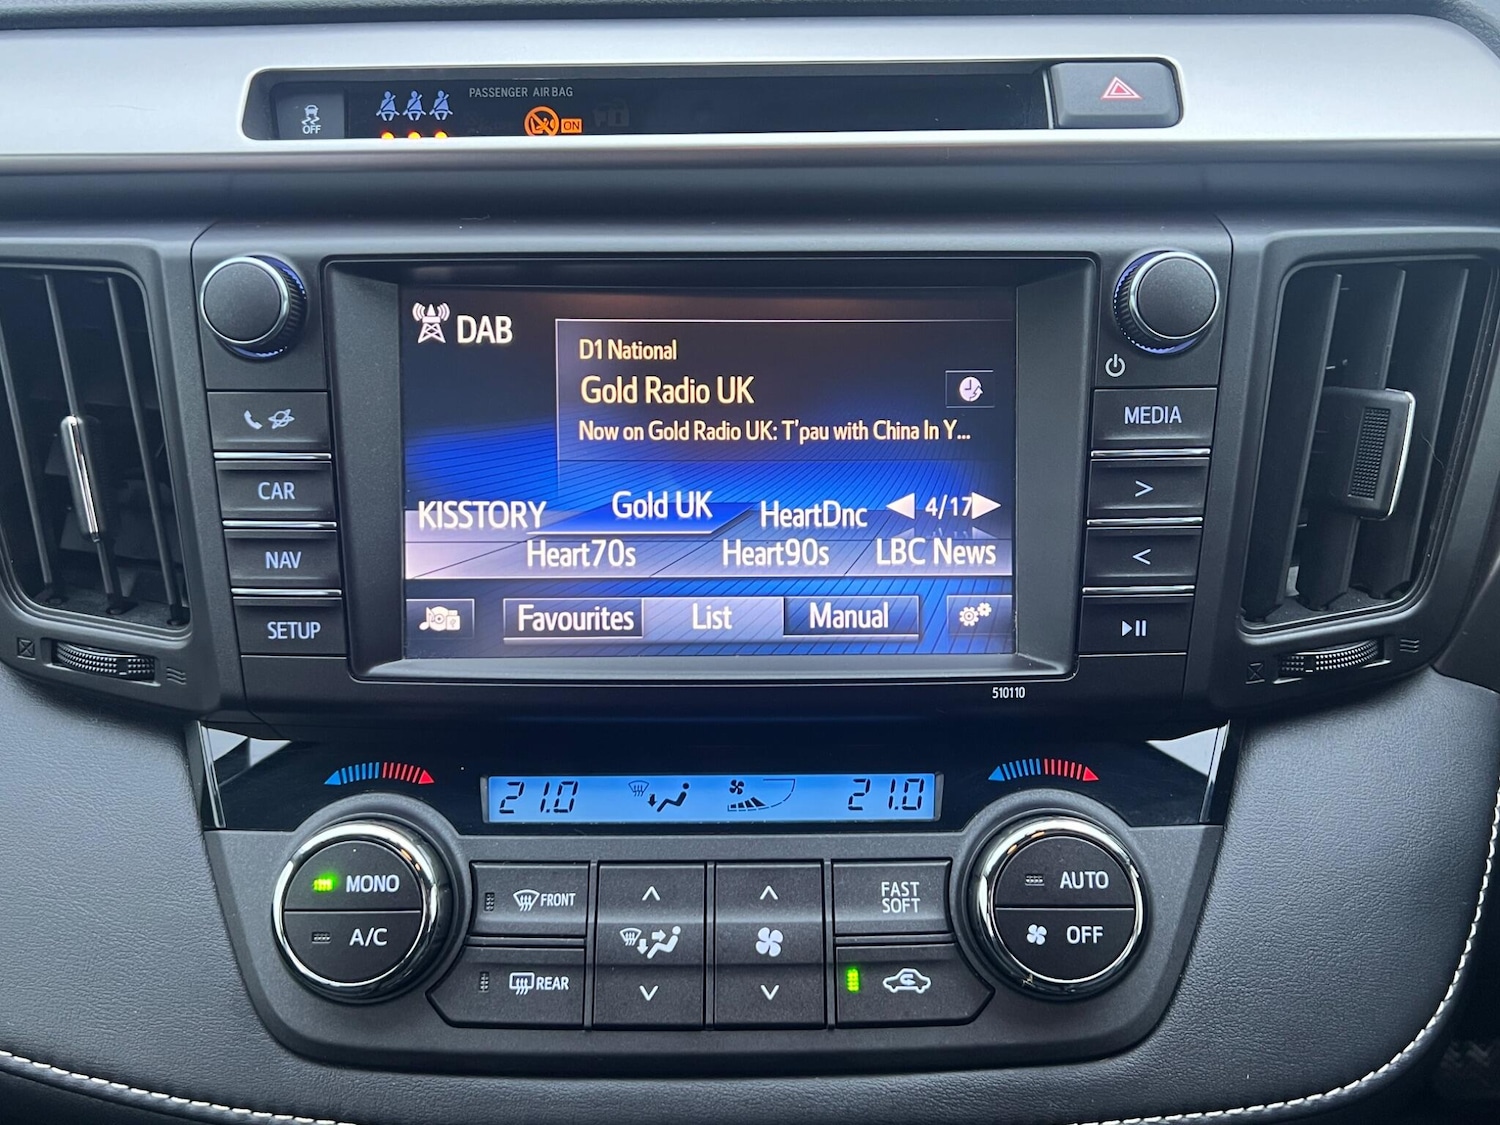 PASSENGER AIR BAG
OFF
ON
DAB
D1 National
Gold Radio UK
Now on Gold Radio UK: T'pau with China In Y...
KISSTORY
Gold UK
HeartDnc
4/17
Heart70s
Heart90s
LBC News
Favourites
List
Manual
CAR
NAV
SETUP
MEDIA
>
<
510110
21.0
21.0
MONO
A/C
FRONT
REAR
FAST
SOFT
AUTO
OFF